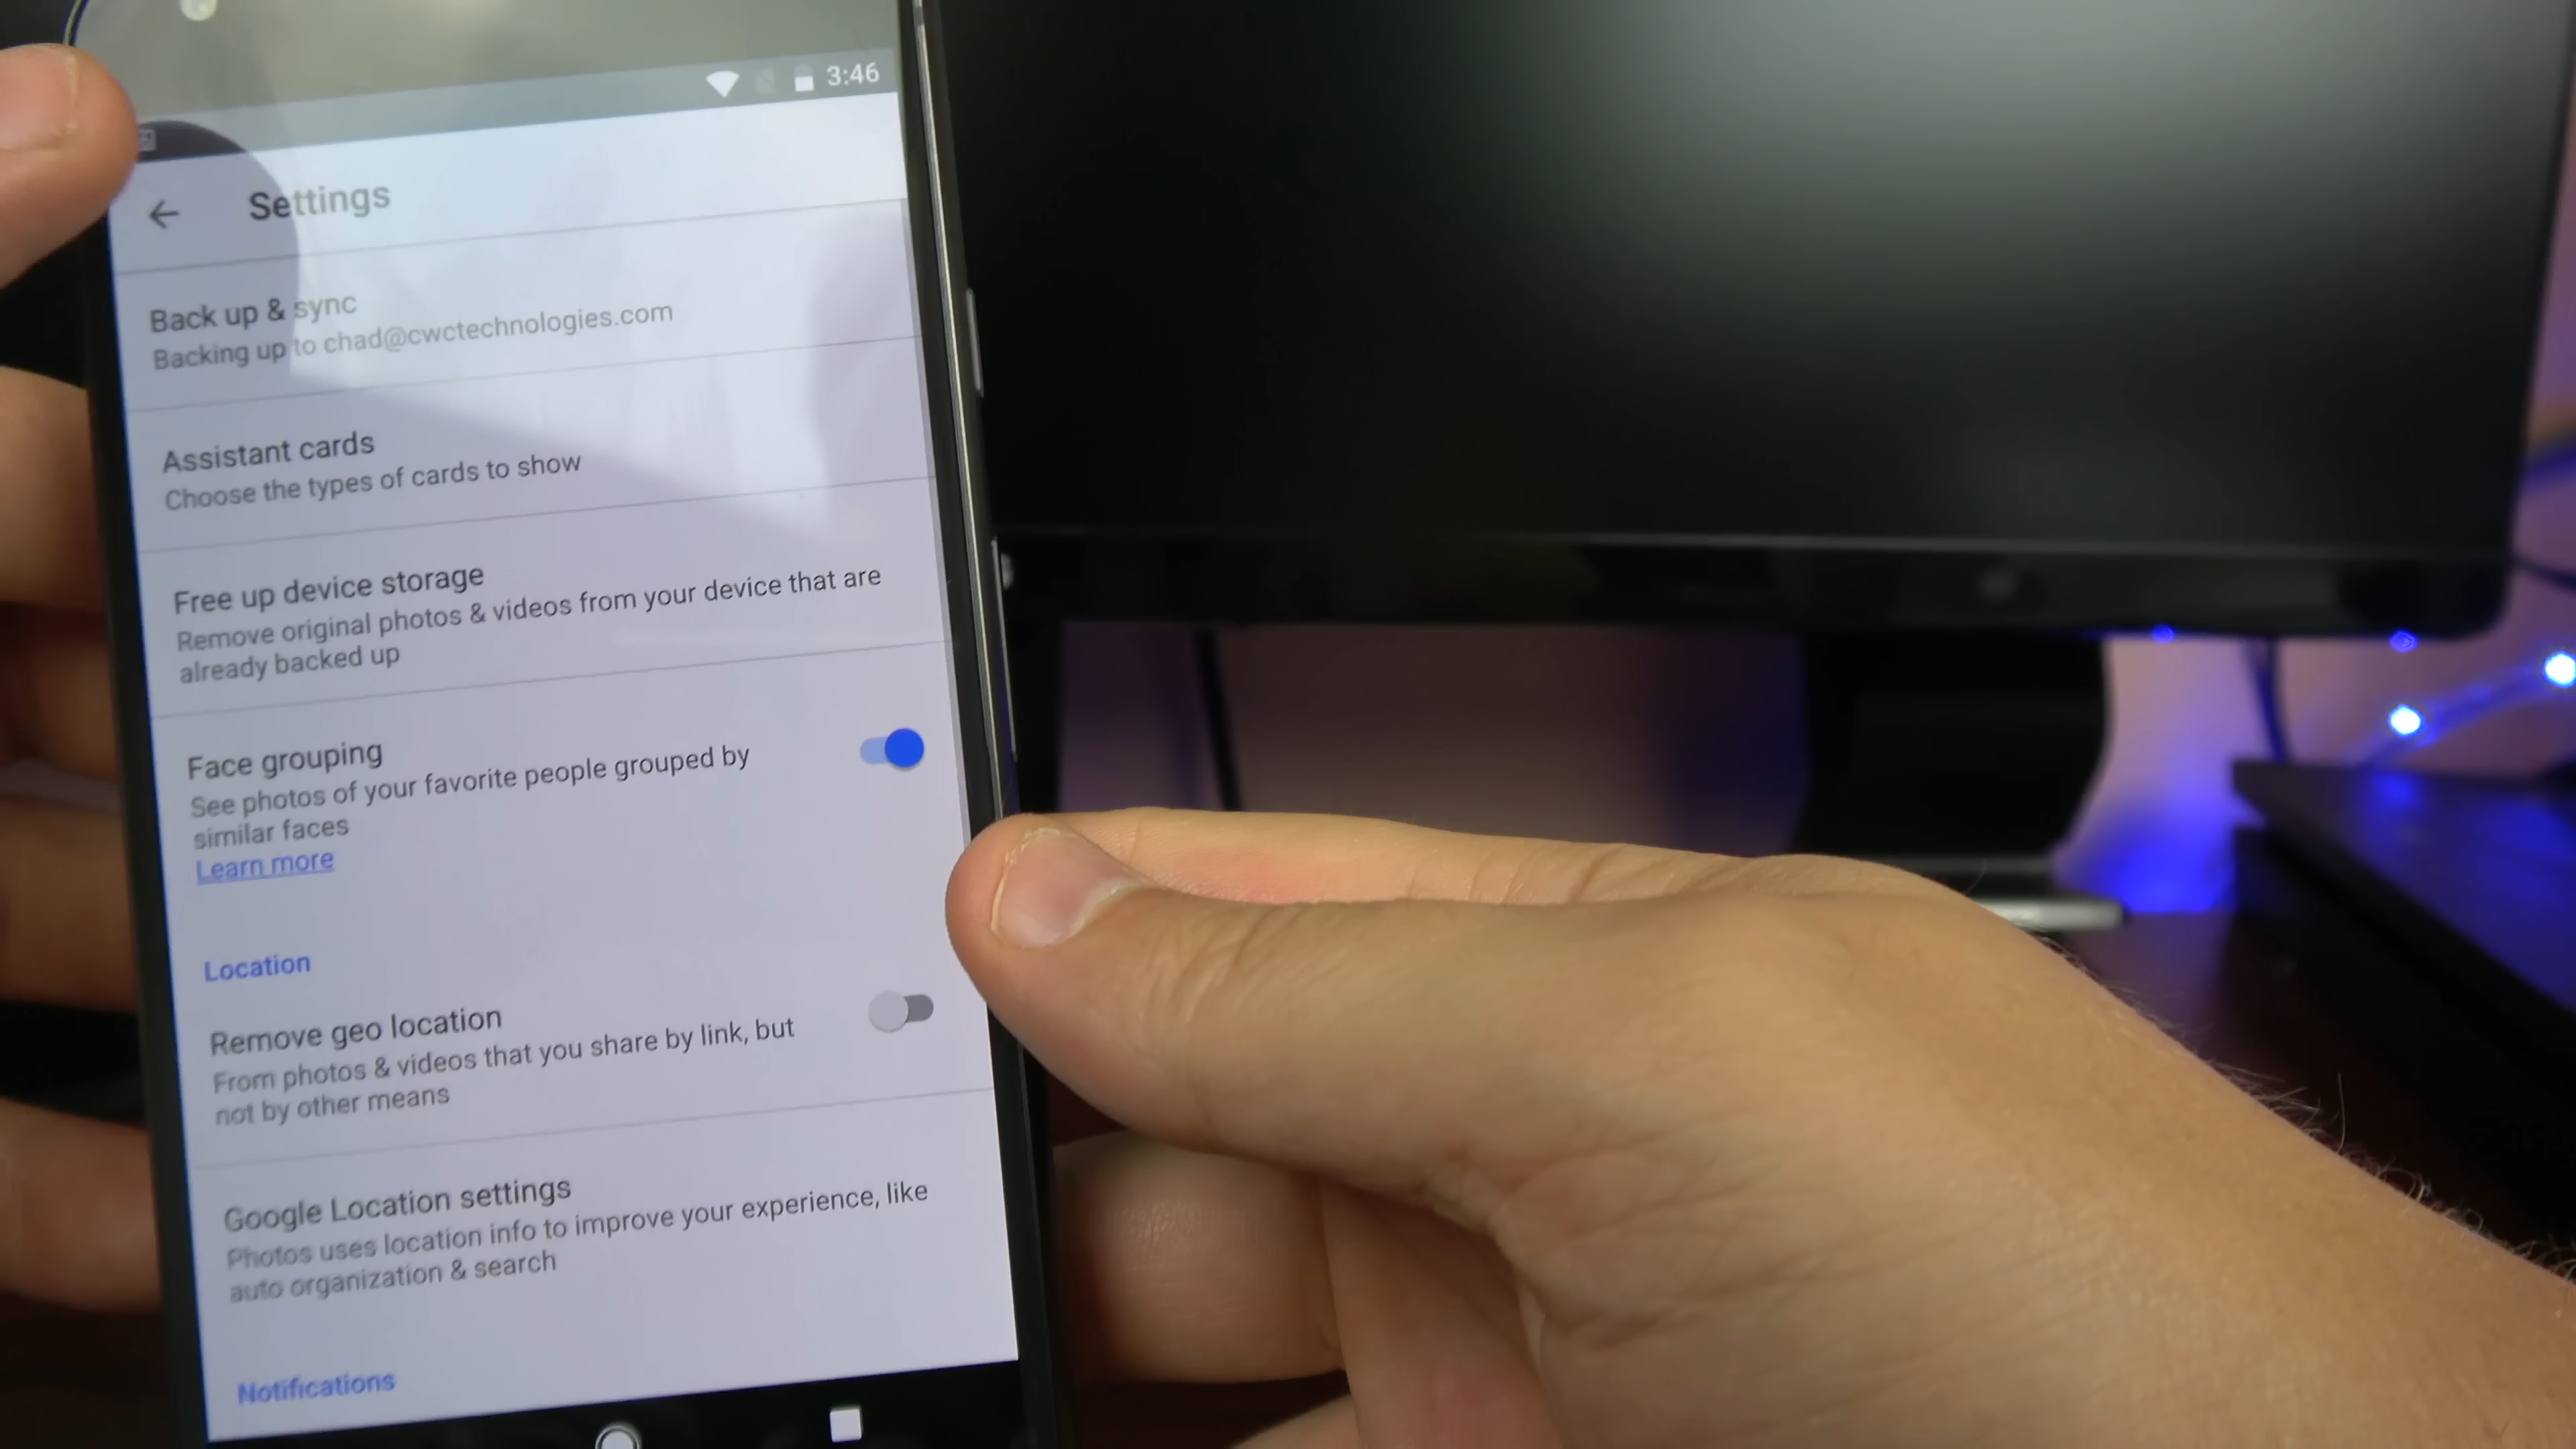 3:46
Settings
Back up & sync
Backing up to chad@cwctechnologies.com
Assistant cards
Choose the types of cards to show
Free up device storage
Remove original photos & videos from your device that are
already backed up
Face grouping
See photos of your favorite people grouped by
similar faces
Learn more
Location
Remove geo location
From photos & videos that you share by link, but
not by other means
Google Location settings
Photos uses location info to improve your experience, like
auto organization & search
Notifications